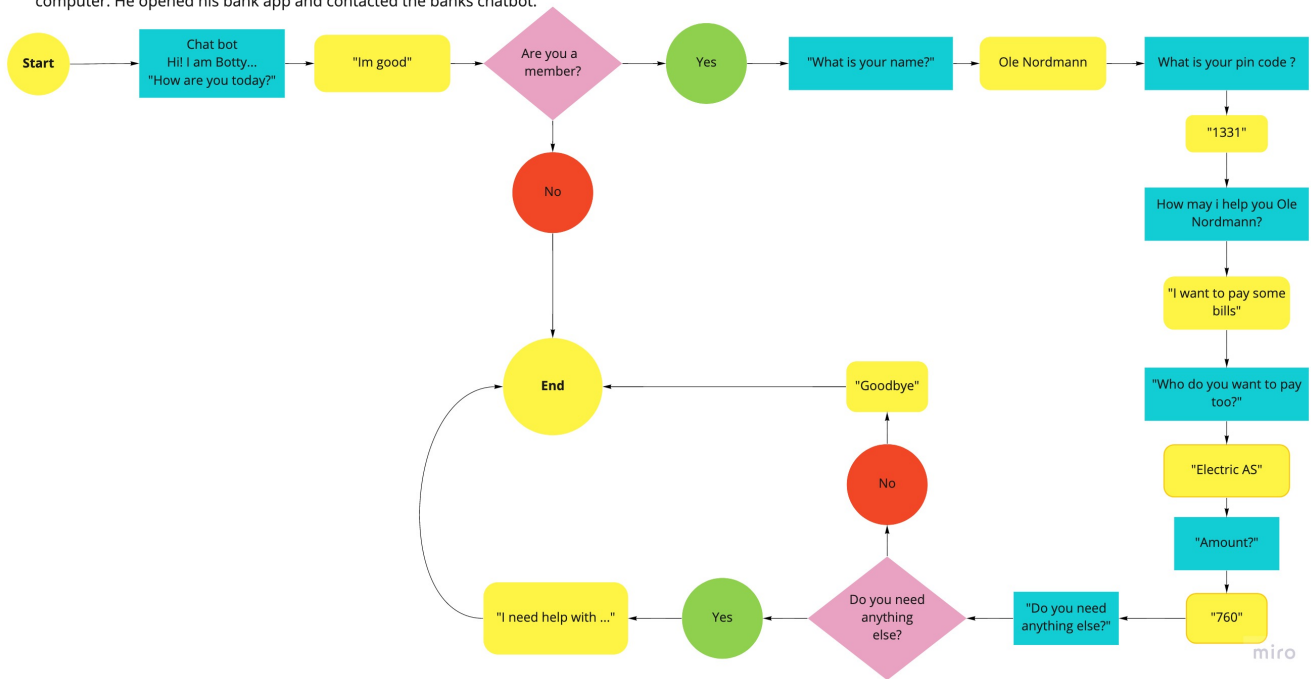 computer. He opened his bank app and contacted the banks chatbot.
Start
Chat bot
Hi! I am Botty...
"How are you today?"
"Im good"
Are you a
member?
Yes
"What is your name?"
Ole Nordmann
What is your pin code ?
"1331"
No
How may i help you Ole
Nordmann?
"I want to pay some
bills"
"Who do you want to pay
too?"
End
"Goodbye"
"Electric AS"
No
"Amount?"
"760"
"Do you need
anything else?"
Do you need
anything
else?
Yes
"I need help with ..."
miro